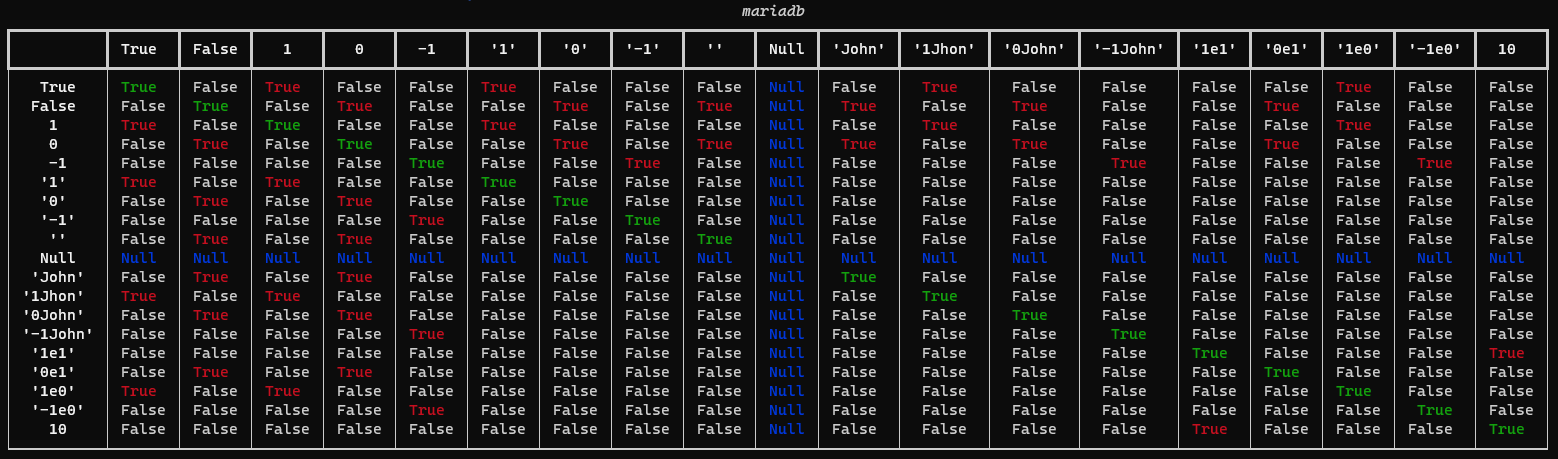 mariadb
True False 1 0 -1 '1' '0' '-1' '' Null 'John' '1Jhon' '0John' '-1John' '1e1' '0e1' '1e0' '-1e0' 10
True True False True False False True False False False Null False True False False False False True False False
False False True False True False False True False True Null True False True False False True False False False
1 True False True False False True False False False Null False True False False False False True False False
0 False True False True False False True False True Null True False True False False True False False False
-1 False False False False True False False True False Null False False False True False False False True False
'1' True False True False False True False False False Null False False False False False False False False False
'0' False True False True False False True False False Null False False False False False False False False False
'-1' False False False False True False False True False Null False False False False False False False False False
'' False True False True False False False False True Null False False False False False False False False False
Null Null Null Null Null Null Null Null Null Null Null Null Null Null Null Null Null Null Null Null
'John' False True False True False False False False False Null True False False False False False False False False
'1Jhon' True False True False False False False False False Null False True False False False False False False False
'0John' False True False True False False False False False Null False False True False False False False False False
'-1John' False False False False True False False False False Null False False False True False False False False False
'1e1' False False False False False False False False False Null False False False False True False False False True
'0e1' False True False True False False False False False Null False False False False False True False False False
'1e0' True False True False False False False False False Null False False False False False False True False False
'-1e0' False False False False True False False False False Null False False False False False False False True False
10 False False False False False False False False False Null False False False False True False False False True